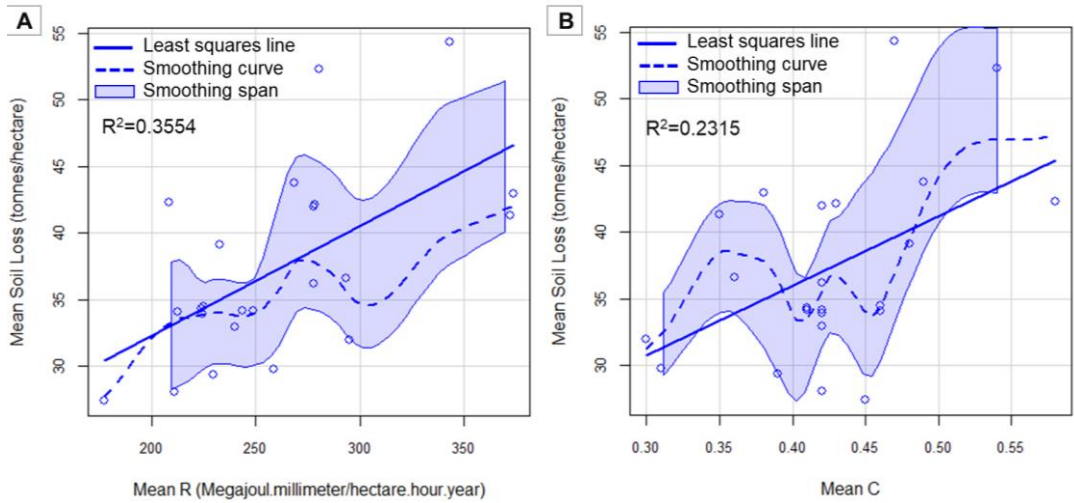 A
Least squares line
Smoothing curve
Smoothing span
R²=0.3554
55
50
45
40
35
30
Mean Soil Loss (tonnes/hectare)
200 250 300 350
Mean R (Megajoul.millimeter/hectare.hour.year)
B
Least squares line
Smoothing curve
Smoothing span
R²=0.2315
55
50
45
40
35
30
Mean Soil Loss (tonnes/hectare)
0.30 0.35 0.40 0.45 0.50 0.55
Mean C